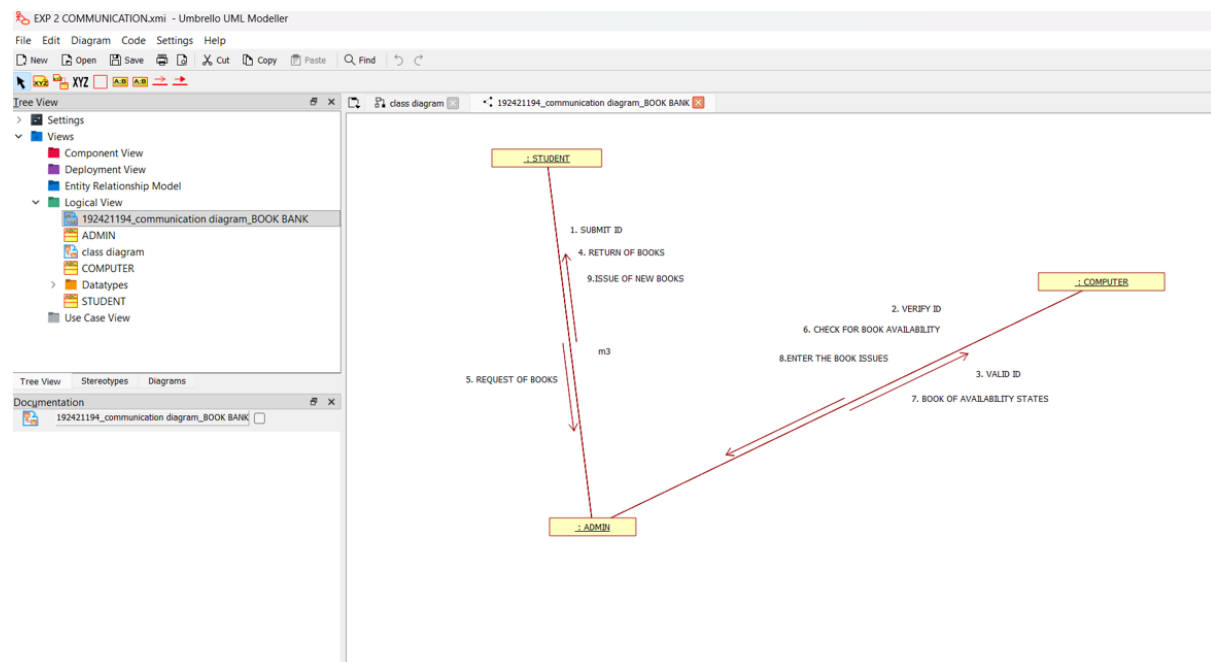 EXP 2 COMMUNICATION.xmi - Umbrello UML Modeller
File Edit Diagram Code Settings Help
New Open Save Cut Copy Paste Find
XYZ XYZ A:B A:B
Tree View
Settings
Views
Component View
Deployment View
Entity Relationship Model
Logical View
192421194_communication diagram_BOOK BANK
ADMIN
class diagram
COMPUTER
Datatypes
STUDENT
Use Case View
Tree View Stereotypes Diagrams
Documentation
192421194_communication diagram_BOOK BANK
class diagram 192421194_communication diagram_BOOK BANK
: STUDENT
1. SUBMIT ID
4. RETURN OF BOOKS
9.ISSUE OF NEW BOOKS
m3
5. REQUEST OF BOOKS
: COMPUTER
2. VERIFY ID
6. CHECK FOR BOOK AVAILABILITY
8.ENTER THE BOOK ISSUES
3. VALID ID
7. BOOK OF AVAILABILITY STATES
: ADMIN